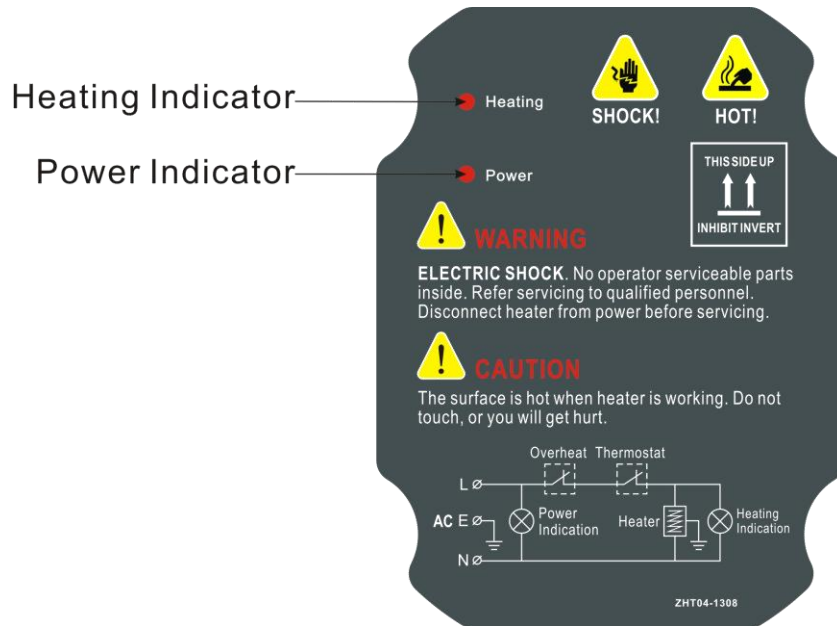 Heating Indicator
Heating
SHOCK!
HOT!
Power Indicator
Power
THIS SIDE UP
INHIBIT INVERT
WARNING
ELECTRIC SHOCK. No operator serviceable parts
inside. Refer servicing to qualified personnel.
Disconnect heater from power before servicing.
CAUTION
The surface is hot when heater is working. Do not
touch, or you will get hurt.
Overheat Thermostat
L
AC E
Power
Indication
Heater
Heating
Indication
N
ZHT04-1308